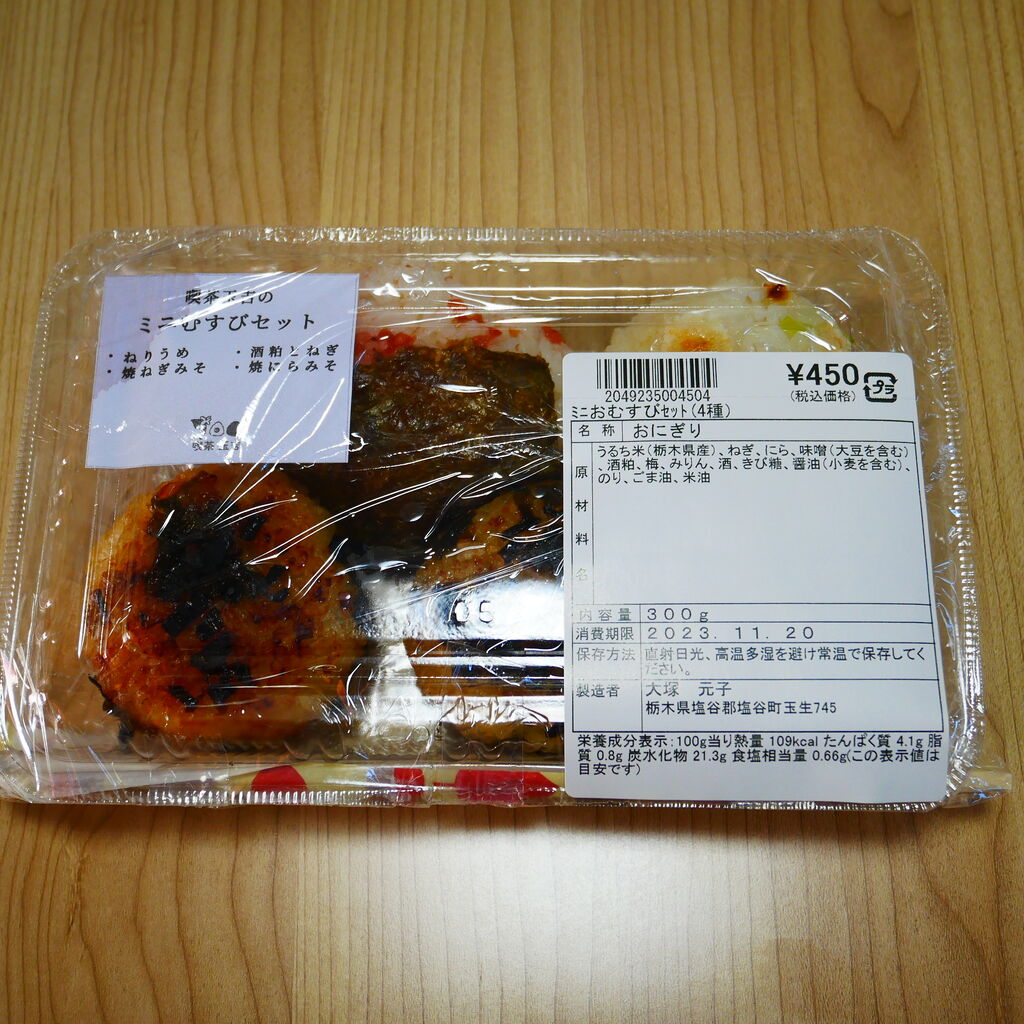 喫茶玉吉の
ミニむすびセット
・ねりうめ ・酒粕とねぎ
・焼ねぎみそ ・焼にらみそ
喫茶 玉吉
¥450
(税込価格)
プラ
2049235004504
ミニおむすびセット(4種)
名称 おにぎり
原材料名 うるち米(栃木県産)、ねぎ、にら、味噌(大豆を含む)
、酒粕、梅、みりん、酒、きび糖、醤油(小麦を含む)、
のり、ごま油、米油
内容量 300g
消費期限 2023. 11. 20
保存方法 直射日光、高温多湿を避け常温で保存してく
ださい。
製造者 大塚 元子
栃木県塩谷郡塩谷町玉生745
栄養成分表示:100g当り熱量 109kcal たんぱく質 4.1g 脂
質 0.8g 炭水化物 21.3g 食塩相当量 0.66g(この表示値は
目安です)
05